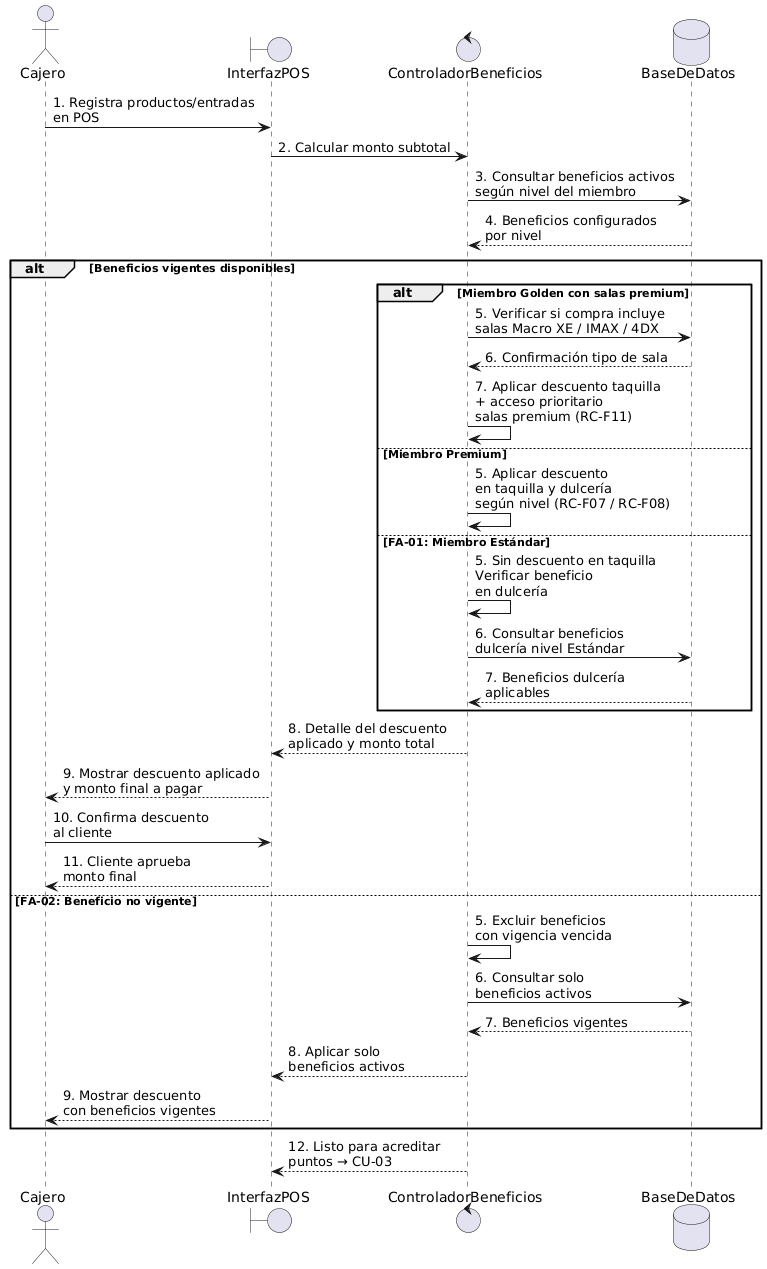 Cajero
InterfazPOS
ControladorBeneficios
BaseDeDatos
1. Registra productos/entradas
en POS
2. Calcular monto subtotal
3. Consultar beneficios activos
según nivel del miembro
4. Beneficios configurados
por nivel
alt [Beneficios vigentes disponibles]
alt [Miembro Golden con salas premium]
5. Verificar si compra incluye
salas Macro XE / IMAX / 4DX
6. Confirmación tipo de sala
7. Aplicar descuento taquilla
+ acceso prioritario
salas premium (RC-F11)
[Miembro Premium]
5. Aplicar descuento
en taquilla y dulcería
según nivel (RC-F07 / RC-F08)
[FA-01: Miembro Estándar]
5. Sin descuento en taquilla
Verificar beneficio
en dulcería
6. Consultar beneficios
dulcería nivel Estándar
7. Beneficios dulcería
aplicables
8. Detalle del descuento
aplicado y monto total
9. Mostrar descuento aplicado
y monto final a pagar
10. Confirma descuento
al cliente
11. Cliente aprueba
monto final
[FA-02: Beneficio no vigente]
5. Excluir beneficios
con vigencia vencida
6. Consultar solo
beneficios activos
7. Beneficios vigentes
8. Aplicar solo
beneficios activos
9. Mostrar descuento
con beneficios vigentes
12. Listo para acreditar
puntos → CU-03
Cajero
InterfazPOS
ControladorBeneficios
BaseDeDatos